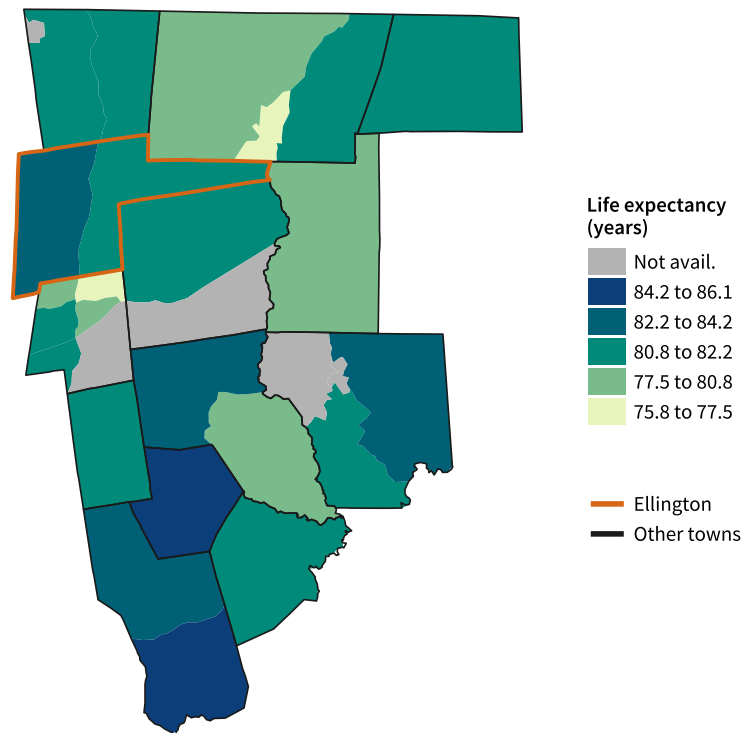 Life expectancy
(years)
Not avail.
84.2 to 86.1
82.2 to 84.2
80.8 to 82.2
77.5 to 80.8
75.8 to 77.5
Ellington
Other towns